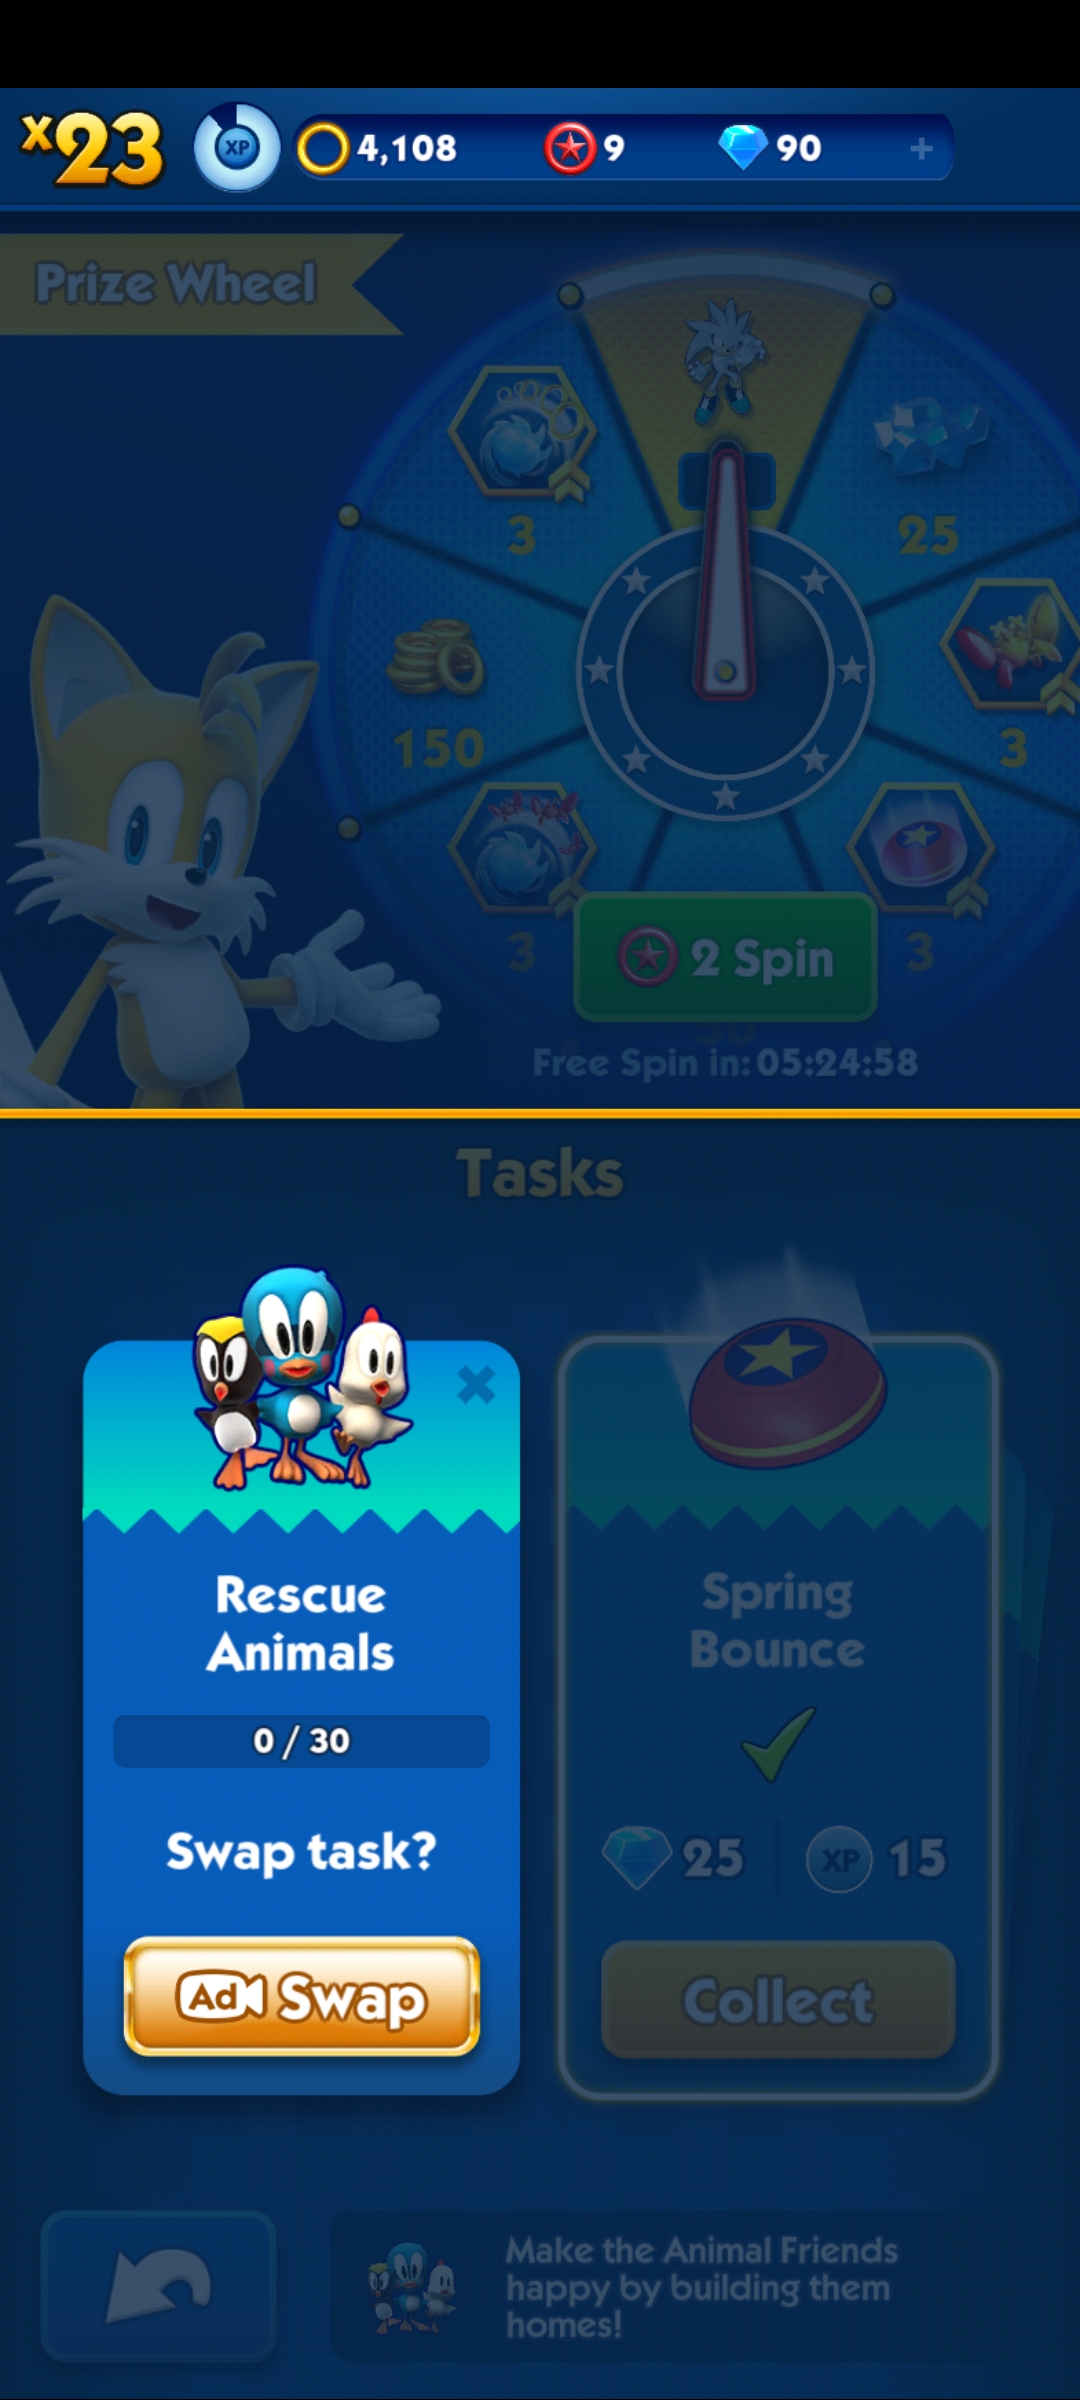 x23
XP
4,108
9
90
+
Prize Wheel
3
25
150
3
3
3
2 Spin
30
Free Spin in: 05:24:58
Tasks
Rescue
Animals
0 / 30
Swap task?
Ad Swap
Spring
Bounce
25
XP 15
Collect
Make the Animal Friends
happy by building them
homes!